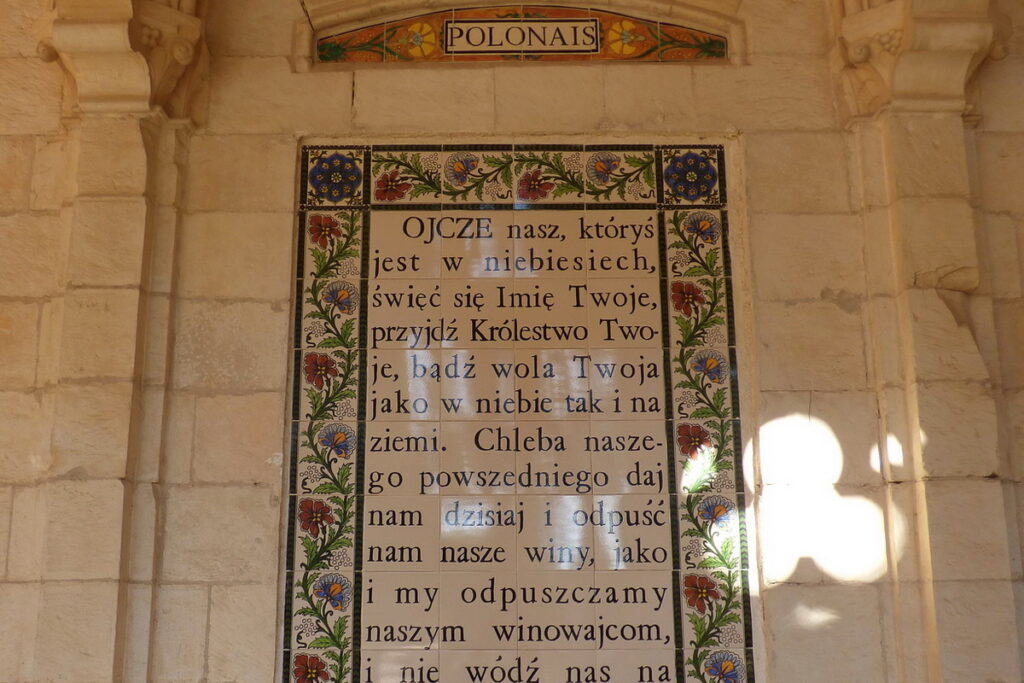 POLONAIS
OJCZE nasz, któryś
jest w niebiesiech,
święć się Imię Twoje,
przyjdź Królestwo Two-
je, bądź wola Twoja
jako w niebie tak i na
ziemi. Chleba nasze-
go powszedniego daj
nam dzisiaj i odpuść
nam nasze winy, jako
i my odpuszczamy
naszym winowajcom,
i nie wódź nas na